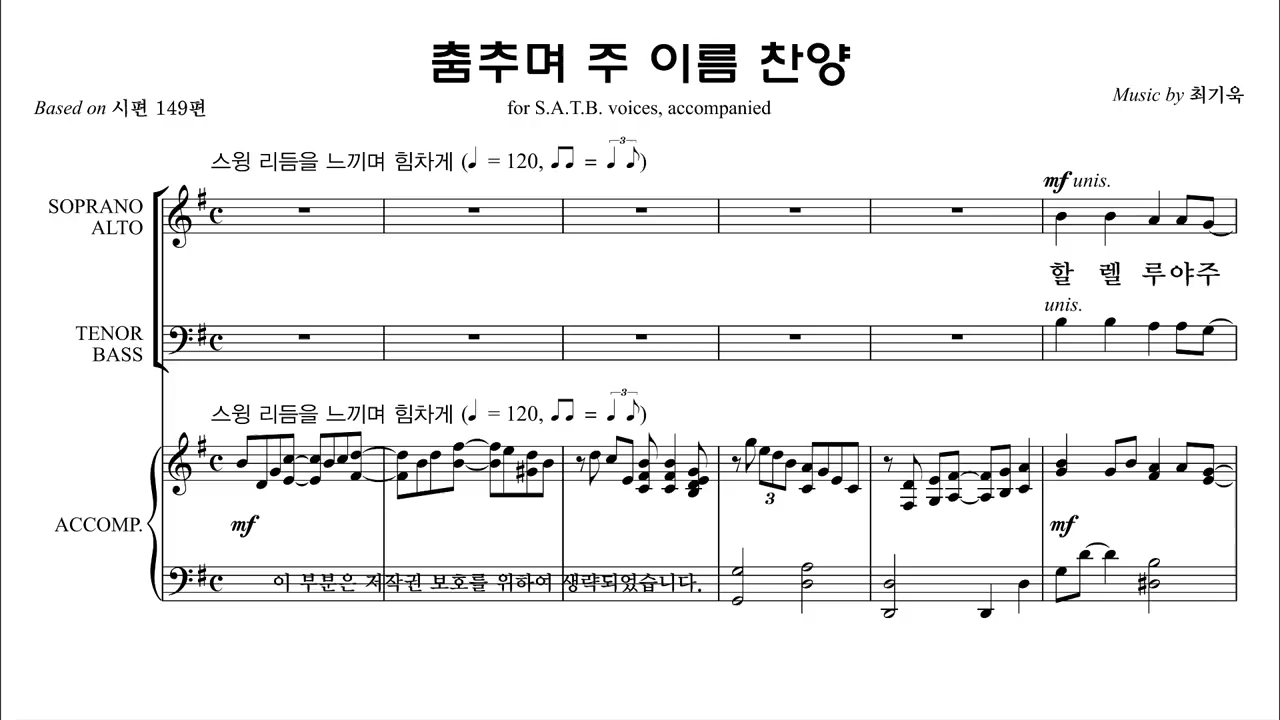 춤추며 주 이름 찬양
Based on 시편 149편
for S.A.T.B. voices, accompanied
Music by 최기욱
스윙 리듬을 느끼며 힘차게 (♩ = 120, ♫ = ♩ ♪)
3
mf unis.
SOPRANO
ALTO
할 렐 루야주
unis.
TENOR
BASS
스윙 리듬을 느끼며 힘차게 (♩ = 120, ♫ = ♩ ♪)
3
3
ACCOMP.
mf
mf
이 부분은 저작권 보호를 위하여 생략되었습니다.